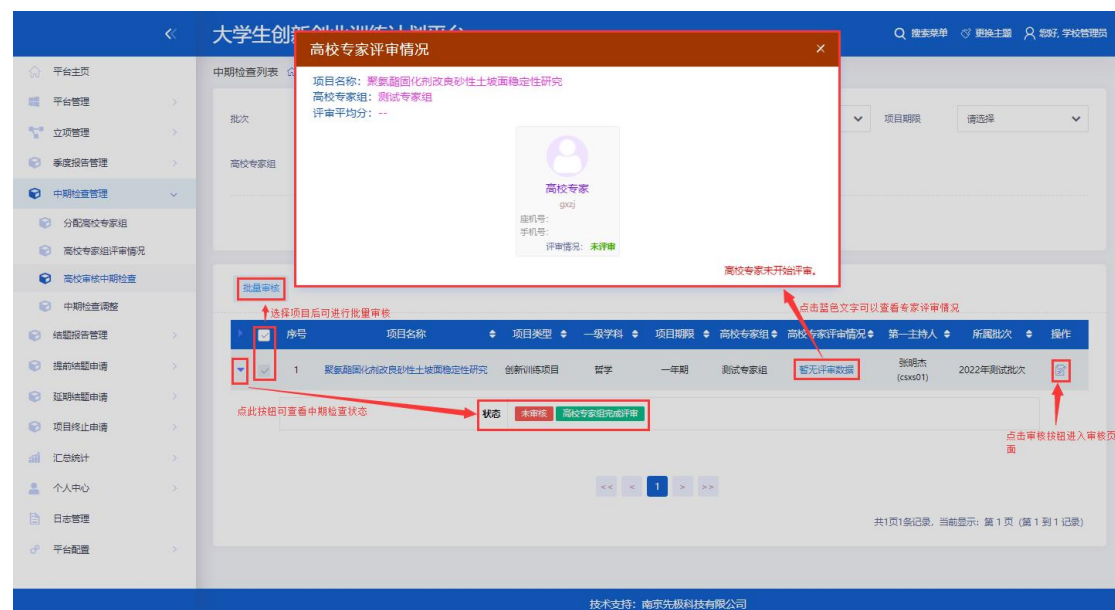 大学生创新创业训练计划平台
搜索菜单 更换主题 您好, 学校管理员
高校专家评审情况 ×
项目名称: 聚氨酯固化剂改良砂性土坡面稳定性研究
高校专家组: 测试专家组
评审平均分: --
高校专家
gxzj
座机号:
手机号:
评审情况: 未评审
高校专家未开始评审。
平台主页
平台管理
立项管理
季度报告管理
中期检查管理
分配高校专家组
高校专家组评审情况
高校审核中期检查
中期检查调整
结题报告管理
提前结题申请
延期结题申请
项目终止申请
汇总统计
个人中心
日志管理
平台配置
中期检查列表
批次
项目期限 请选择
高校专家组
批量审核
选择项目后可进行批量审核
点击蓝色文字可以查看专家评审情况
序号 项目名称 项目类型 一级学科 项目期限 高校专家组 高校专家评审情况 第一主持人 所属批次 操作
1 聚氨酯固化剂改良砂性土坡面稳定性研究 创新训练项目 哲学 一年期 测试专家组 暂无评审数据 张明杰 (csxs01) 2022年测试批次
点此按钮可查看中期检查状态
状态 未审核 高校专家组完成评审
点击审核按钮进入审核页
面
<< < 1 > >>
共1页1条记录, 当前显示: 第 1 页 (第 1 到 1 记录)
技术支持: 南京先极科技有限公司